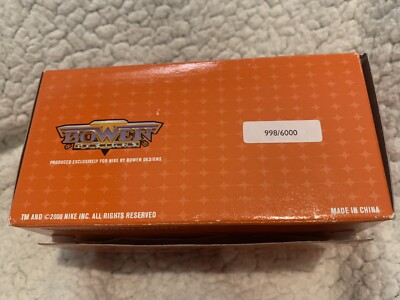 BOWEN
DESIGNS
PRODUCED EXCLUSIVELY FOR NIKE BY BOWEN DESIGNS
998/6000
TM AND ©2008 NIKE INC. ALL RIGHTS RESERVED
MADE IN CHINA